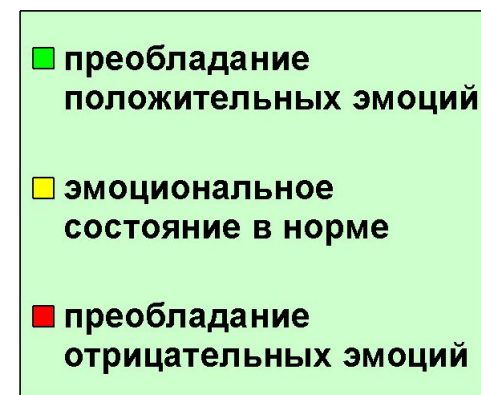 преобладание
положительных эмоций
эмоциональное
состояние в норме
преобладание
отрицательных эмоций